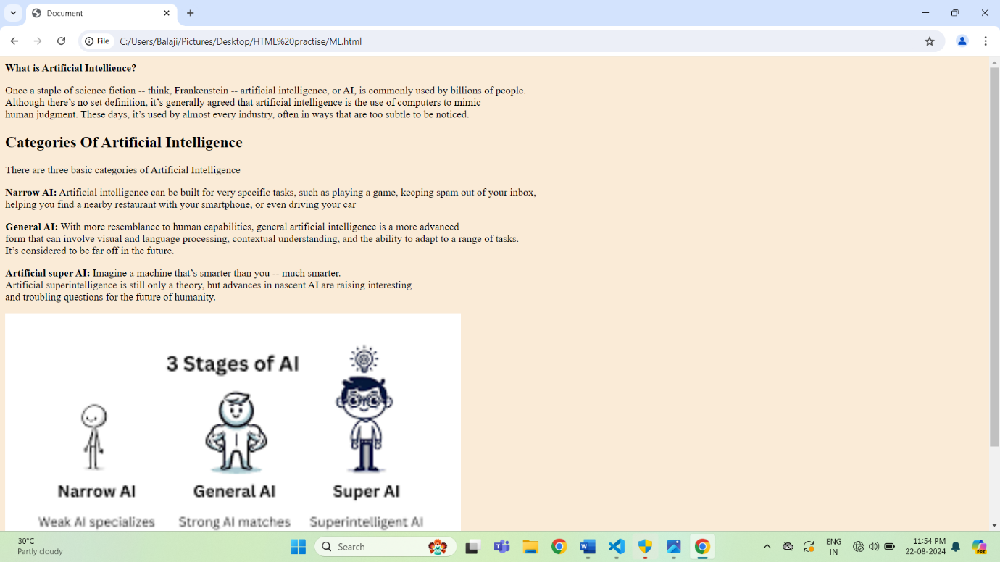 Document
File
C:/Users/Balaji/Pictures/Desktop/HTML%20practise/ML.html
What is Artificial Intellience?
Once a staple of science fiction -- think, Frankenstein -- artificial intelligence, or AI, is commonly used by billions of people.
Although there’s no set definition, it’s generally agreed that artificial intelligence is the use of computers to mimic
human judgment. These days, it’s used by almost every industry, often in ways that are too subtle to be noticed.
Categories Of Artificial Intelligence
There are three basic categories of Artificial Intelligence
Narrow AI: Artificial intelligence can be built for very specific tasks, such as playing a game, keeping spam out of your inbox,
helping you find a nearby restaurant with your smartphone, or even driving your car
General AI: With more resemblance to human capabilities, general artificial intelligence is a more advanced
form that can involve visual and language processing, contextual understanding, and the ability to adapt to a range of tasks.
It’s considered to be far off in the future.
Artificial super AI: Imagine a machine that’s smarter than you -- much smarter.
Artificial superintelligence is still only a theory, but advances in nascent AI are raising interesting
and troubling questions for the future of humanity.
3 Stages of AI
Narrow AI General AI Super AI
Weak AI specializes Strong AI matches Superintelligent AI
30°C
Partly cloudy
Search
ENG
IN
11:54 PM
22-08-2024
PRE